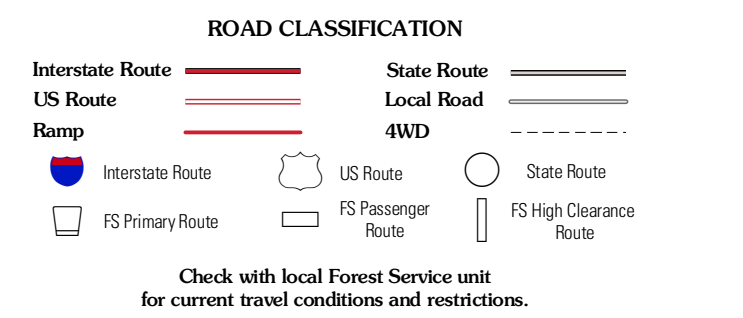 ROAD CLASSIFICATION
Interstate Route
State Route
US Route
Local Road
Ramp
4WD
Interstate Route
US Route
State Route
FS Primary Route
FS Passenger
Route
FS High Clearance
Route
Check with local Forest Service unit
for current travel conditions and restrictions.